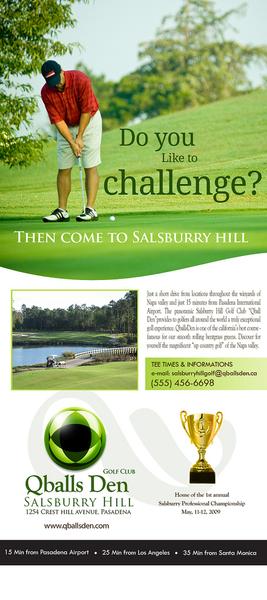 Do you
Like to
challenge?
THEN COME TO SALSBURRY HILL
Just a short drive from locations throughout the winyards of
Napa valley and just 15 minutes from Pasadena International
Airport. The panoramic Salsburry Hill Golf Club "Qball
Den" provides to golfers all around the world a truly exceptional
golf experience. QballsDen is one of the california's best course -
famous for our smooth rolling bentgrass greens. Discover for
yourself the magnificent "up country golf" of the Napa valley.
TEE TIMES & INFORMATIONS
e-mail: salsburryhillgolf@qballsden.ca
(555) 456-6698
GOLF CLUB
Qballs Den
SALSBURRY HILL
1254 CREST HILL AVENUE, PASADENA
www.qballsden.com
Home of the 1st annual
Salsburry Professional Championship
May, 11-12, 2009
15 Min from Pasadena Airport • 25 Min from Los Angeles • 35 Min from Santa Monica